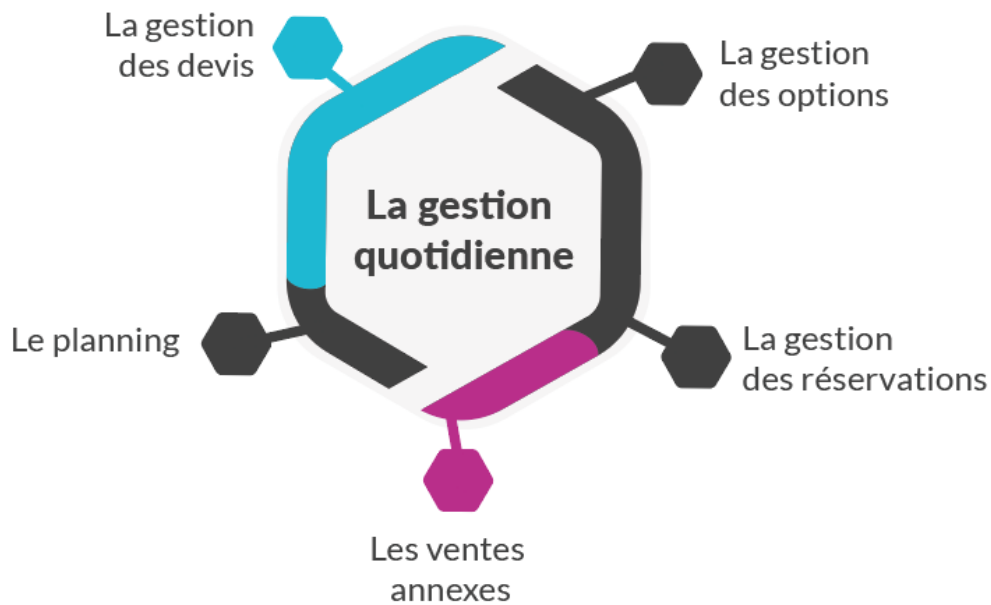 La gestion
des devis
La gestion
des options
La gestion
quotidienne
Le planning
La gestion
des réservations
Les ventes
annexes